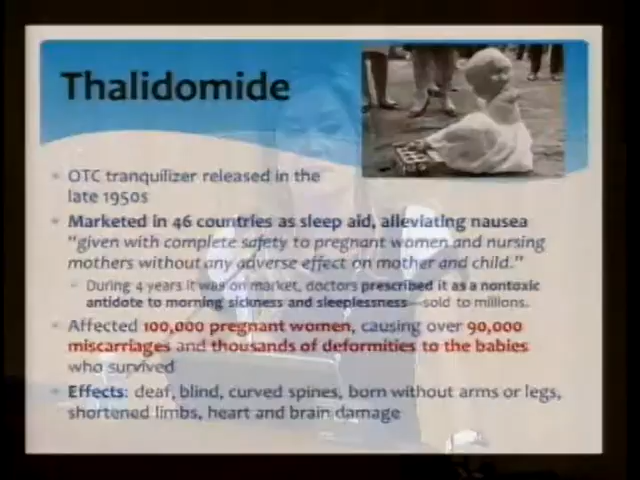 Thalidomide
OTC tranquilizer released in the
late 1950s
Marketed in 46 countries as sleep aid, alleviating nausea
"given with complete safety to pregnant women and nursing
mothers without any adverse effect on mother and child."
During 4 years it was on market, doctors prescribed it as a nontoxic
antidote to morning sickness and sleeplessness—sold to millions.
Affected 100,000 pregnant women, causing over 90,000
miscarriages and thousands of deformities to the babies
who survived
Effects: deaf, blind, curved spines, born without arms or legs,
shortened limbs, heart and brain damage